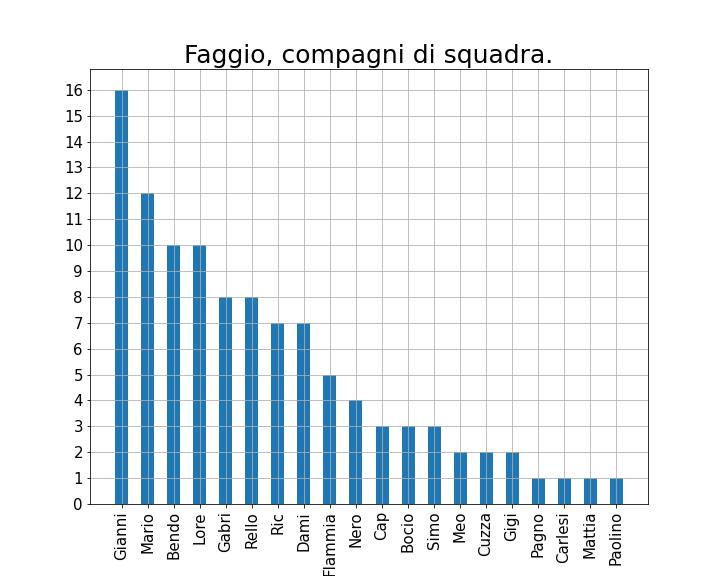 Faggio, compagni di squadra.
16
15
14
13
12
11
10
9
8
7
6
5
4
3
2
1
0
Gianni
Mario
Bendo
Lore
Gabri
Rello
Ric
Dami
Flammia
Nero
Cap
Bocio
Simo
Meo
Cuzza
Gigi
Pagno
Carlesi
Mattia
Paolino